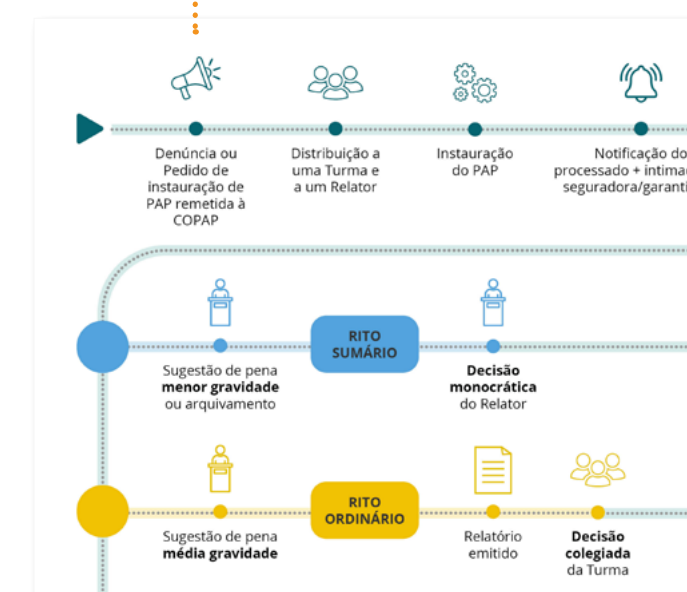 Denúncia ou
Pedido de
instauração de
PAP remetida à
COPAP
Distribuição a
uma Turma e
a um Relator
Instauração
do PAP
Notificação do
processado +
seguradora/
RITO
SUMÁRIO
Sugestão de pena
menor gravidade
ou arquivamento
Decisão
monocrática
do Relator
RITO
ORDINÁRIO
Sugestão de pena
média gravidade
Relatório
emitido
Decisão
colegiada
da Turma